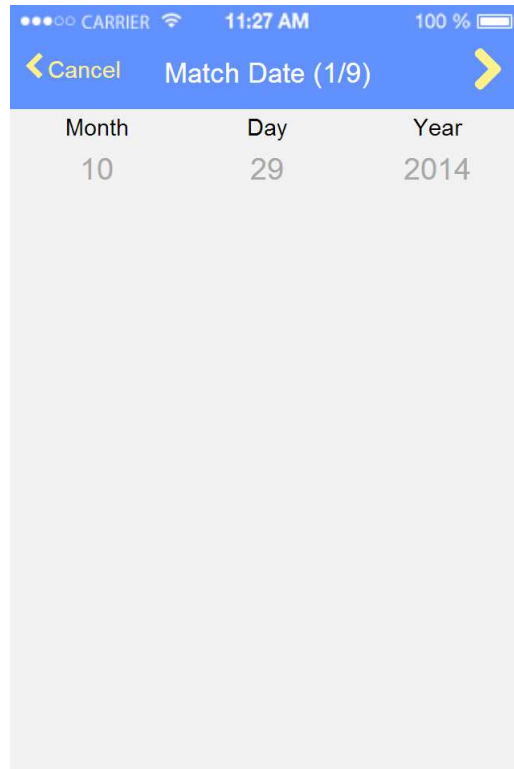 CARRIER 11:27 AM 100 %
Cancel Match Date (1/9)
Month Day Year
10 29 2014